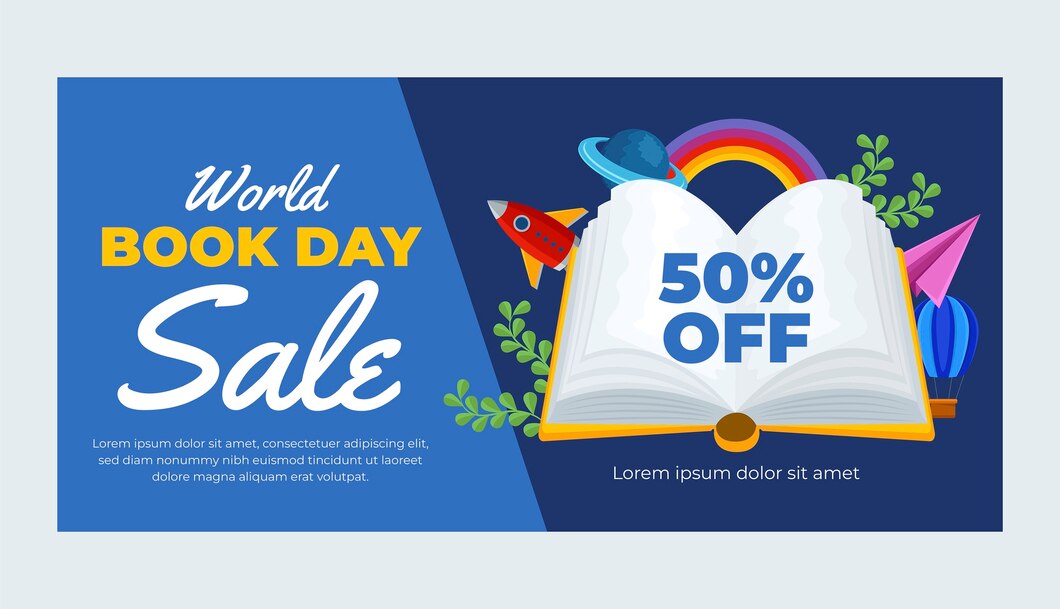 World
BOOK DAY
Sale
Lorem ipsum dolor sit amet, consectetuer adipiscing elit,
sed diam nonummy nibh euismod tincidunt ut laoreet
dolore magna aliquam erat volutpat.
50%
OFF
Lorem ipsum dolor sit amet